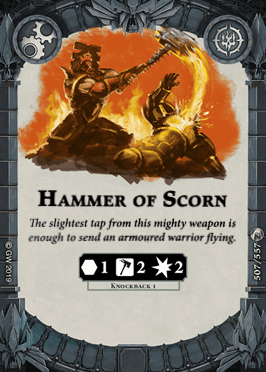 HAMMER OF SCORN
The slightest tap from this mighty weapon is
enough to send an armoured warrior flying.
1 2 2
KNOCKBACK 1
© GW 2019
507/557